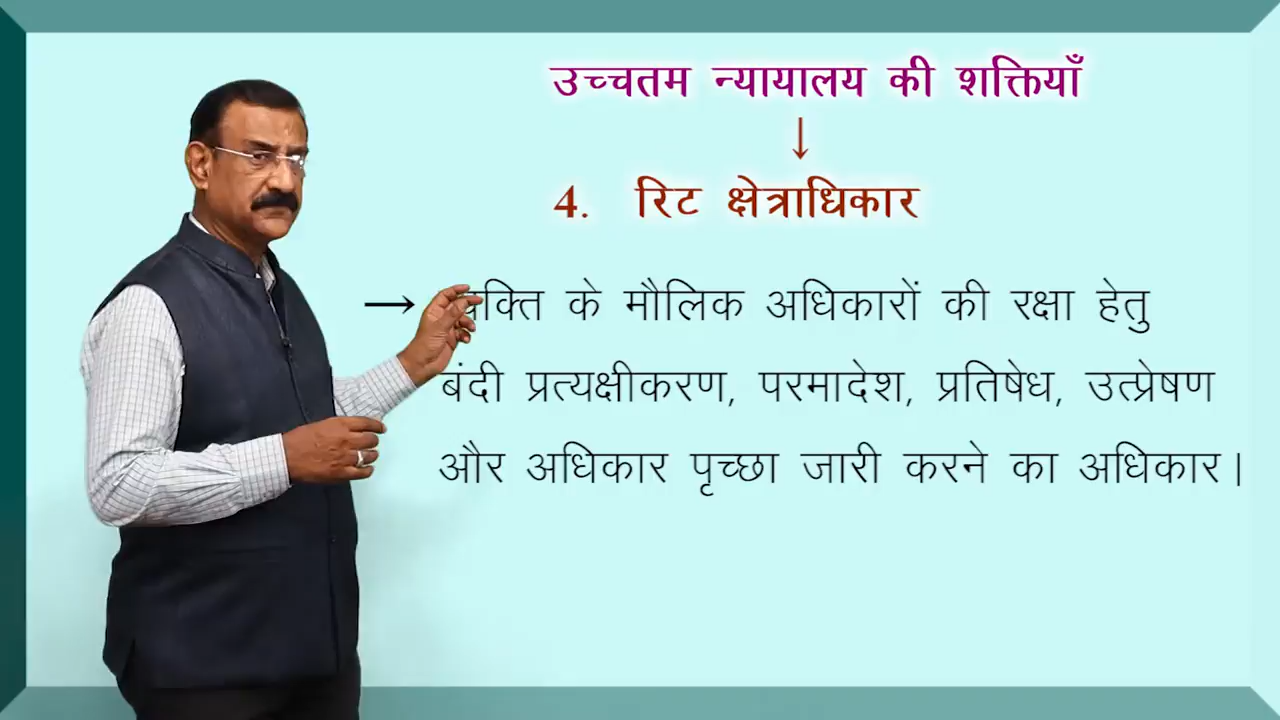 उच्चतम न्यायालय की शक्तियाँ
↓
4. रिट क्षेत्राधिकार
→ के मौलिक अधिकारों की रक्षा हेतु
बंदी प्रत्यक्षीकरण, परमादेश, प्रतिषेध, उत्प्रेषण
और अधिकार पृच्छा जारी करने का अधिकार।